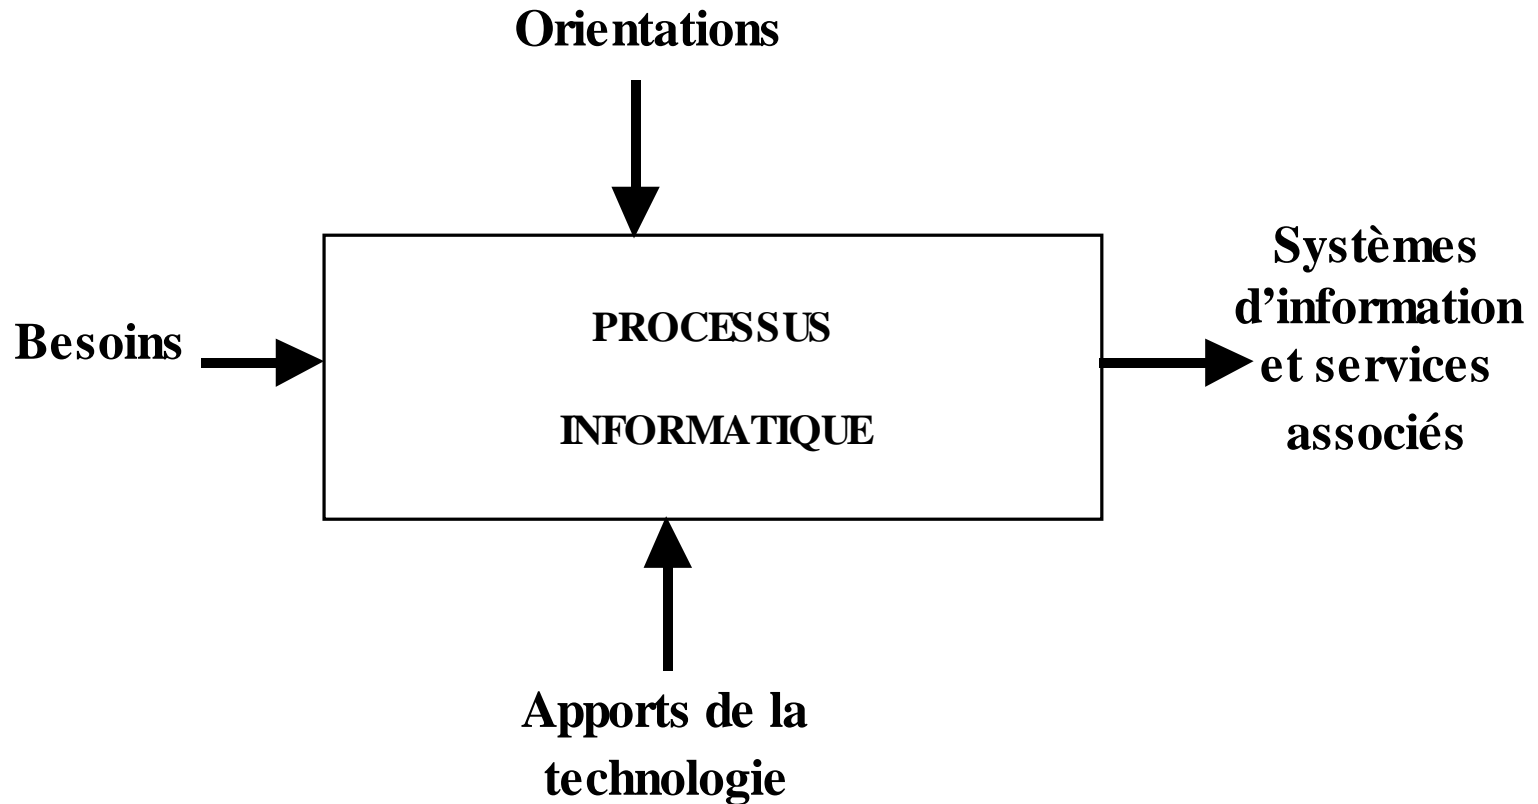 Orientations
Systèmes
d’information
et services
associés
Besoins
PROCESSUS
INFORMATIQUE
Apports de la
technologie